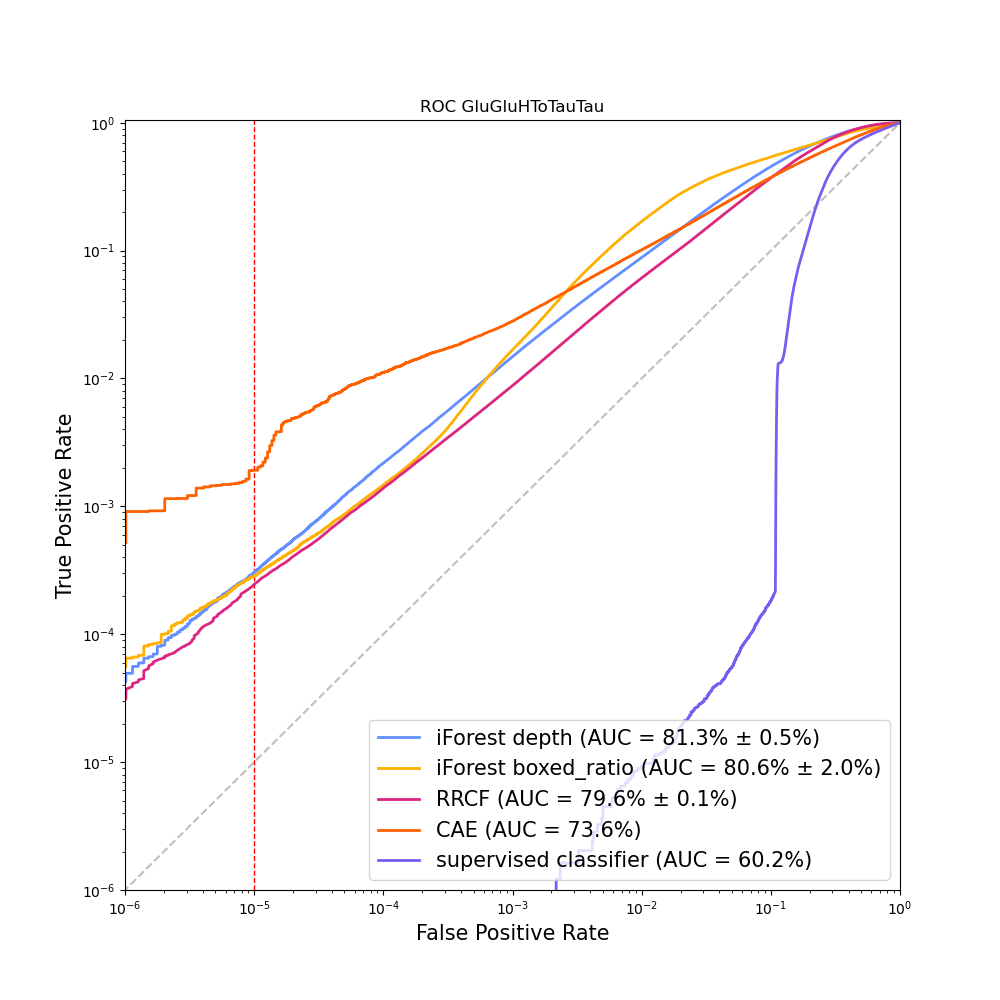 ROC GluGluHToTauTau
True Positive Rate
10⁰
10⁻¹
10⁻²
10⁻³
10⁻⁴
10⁻⁵
10⁻⁶
iForest depth (AUC = 81.3% ± 0.5%)
iForest boxed_ratio (AUC = 80.6% ± 2.0%)
RRCF (AUC = 79.6% ± 0.1%)
CAE (AUC = 73.6%)
supervised classifier (AUC = 60.2%)
10⁻⁶ 10⁻⁵ 10⁻⁴ 10⁻³ 10⁻² 10⁻¹ 10⁰
False Positive Rate